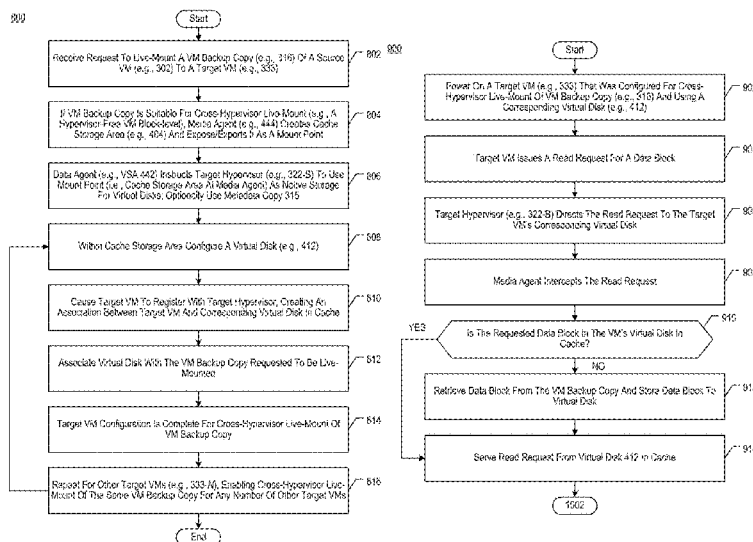 800
Start
Receive Request To Live-Mount A VM Backup Copy (e.g., 316) Of A Source
VM (e.g., 302) To A Target VM (e.g., 333)
802
If VM Backup Copy Is Suitable For Cross-Hypervisor Live-Mount (e.g., A
Hypervisor-Free VM Block-level), Media Agent (e.g., 444) Creates Cache
Storage Area (e.g., 404) And Expose/Exports It As A Mount Point
804
Data Agent (e.g., VSA 442) Instructs Target Hypervisor (e.g., 322-B) To Use
Mount Point (i.e., Cache Storage Area At Media Agent) As Native Storage
For Virtual Disks; Optionally Use Metadata Copy 315
806
Within Cache Storage Area Configure A Virtual Disk (e.g., 412)
808
Cause Target VM To Register With Target Hypervisor, Creating An
Association Between Target VM And Corresponding Virtual Disk In Cache
810
Associate Virtual Disk With The VM Backup Copy Requested To Be Live-
Mounted
812
Target VM Configuration Is Complete For Cross-Hypervisor Live-Mount Of
VM Backup Copy
814
Repeat For Other Target VMs (e.g., 333-N), Enabling Cross-Hypervisor Live-
Mount Of The Same VM Backup Copy For Any Number Of Other Target VMs
816
End
900
Start
Power On A Target VM (e.g., 333) That Was Configured For Cross-
Hypervisor Live-Mount Of VM Backup Copy (e.g., 316) And Using A
Corresponding Virtual Disk (e.g., 412)
90
Target VM Issues A Read Request For A Data Block
90
Target Hypervisor (e.g., 322-B) Directs The Read Request To The Target
VM's Corresponding Virtual Disk
90
Media Agent Intercepts The Read Request
90
Is The Requested Data Block In The VM's Virtual Disk In
Cache?
910
YES
NO
Retrieve Data Block From The VM Backup Copy And Store Data Block To
Virtual Disk
91
Serve Read Request From Virtual Disk 412 In Cache
91
1002